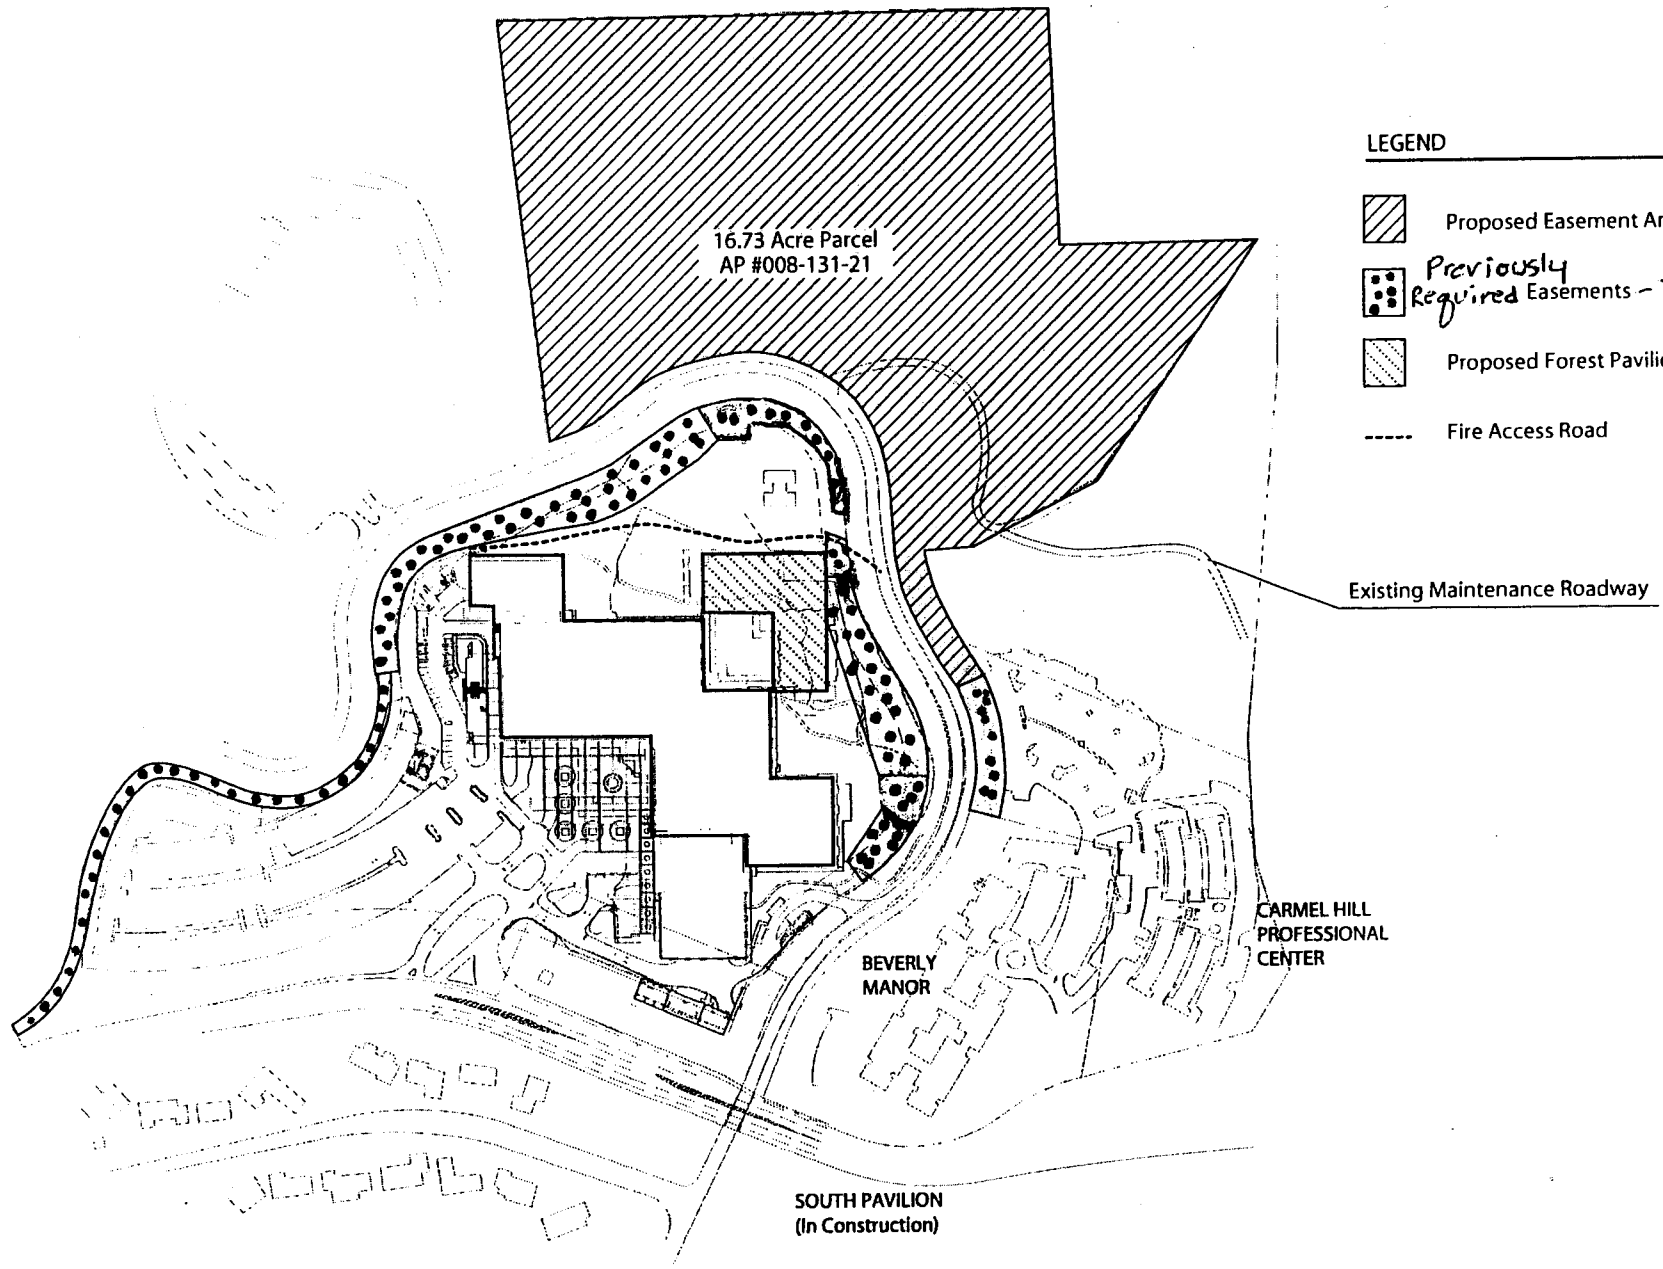 LEGEND
16.73 Acre Parcel
AP #008-131-21
Proposed Easement Ar
Previously
Required Easements -
Proposed Forest Pavili
Fire Access Road
Existing Maintenance Roadway
CARMEL HILL
PROFESSIONAL
CENTER
BEVERLY
MANOR
SOUTH PAVILION
(In Construction)